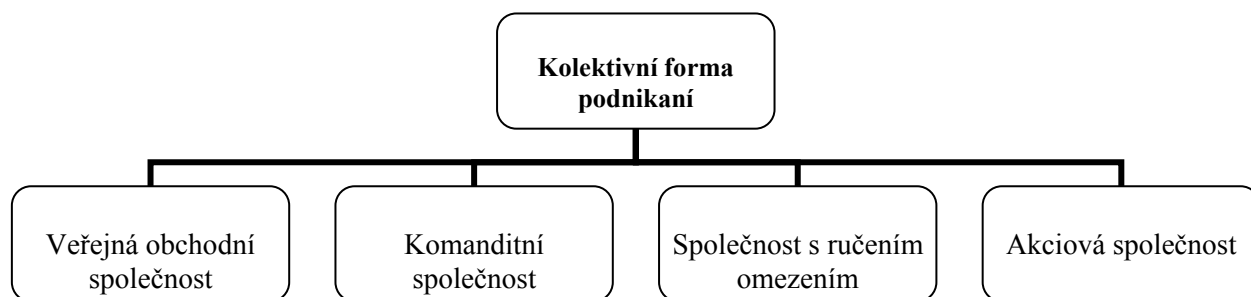 Kolektivní forma
podnikaní
Veřejná obchodní
společnost
Komanditní
společnost
Společnost s ručením
omezením
Akciová společnost